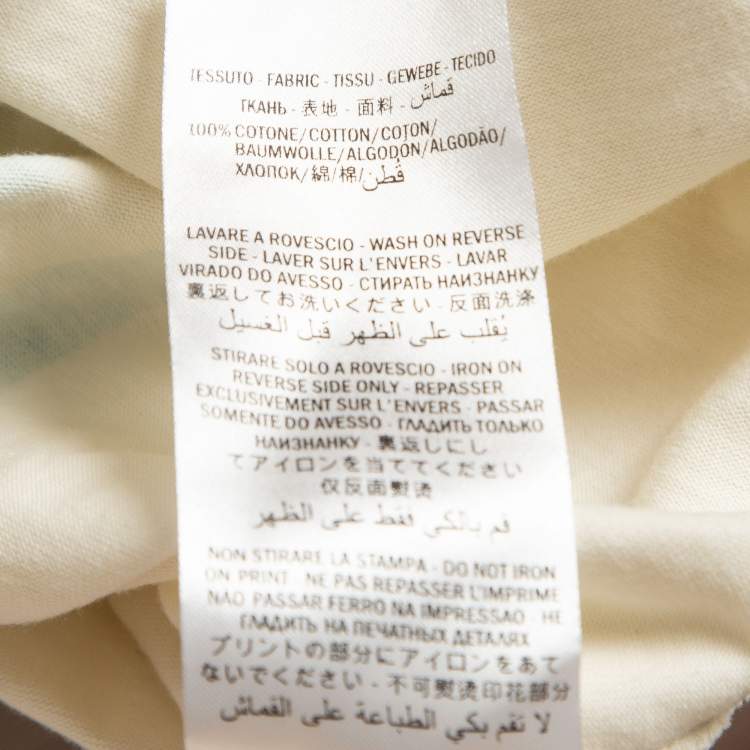 TESSUTO - FABRIC - TISSU - GEWEBE - TECIDO
ТКАНЬ - 表地 - 面料 - قماش
100% COTONE/COTTON/COTON/
BAUMWOLLE/ALGODÓN/ALGODÃO/
ХЛОПОК/綿/棉/قُطن
LAVARE A ROVESCIO - WASH ON REVERSE
SIDE - LAVER SUR L'ENVERS - LAVAR
VIRADO DO AVESSO - СТИРАТЬ НАИЗНАНКУ
裏返してお洗いください - 反面洗涤
يُقلب على الظهر قبل الغسيل
STIRARE SOLO A ROVESCIO - IRON ON
REVERSE SIDE ONLY - REPASSER
EXCLUSIVEMENT SUR L'ENVERS - PASSAR
SOMENTE DO AVESSO - ГЛАДИТЬ ТОЛЬКО
НАИЗНАНКУ - 裏返しにし
てアイロンを当ててください
仅反面熨烫
قم بالكي فقط على الظهر
NON STIRARE LA STAMPA - DO NOT IRON
ON PRINT - NE PAS REPASSER L'IMPRIME
NÃO PASSAR FERRO NA IMPRESSAO - НЕ
ГЛАДИТЬ НА ПЕЧАТНЫХ ДЕТАЛЯХ
プリントの部分にアイロンをあて
ないでください - 不可熨烫印花部分
لا تقم بكي الطباعة على القماش